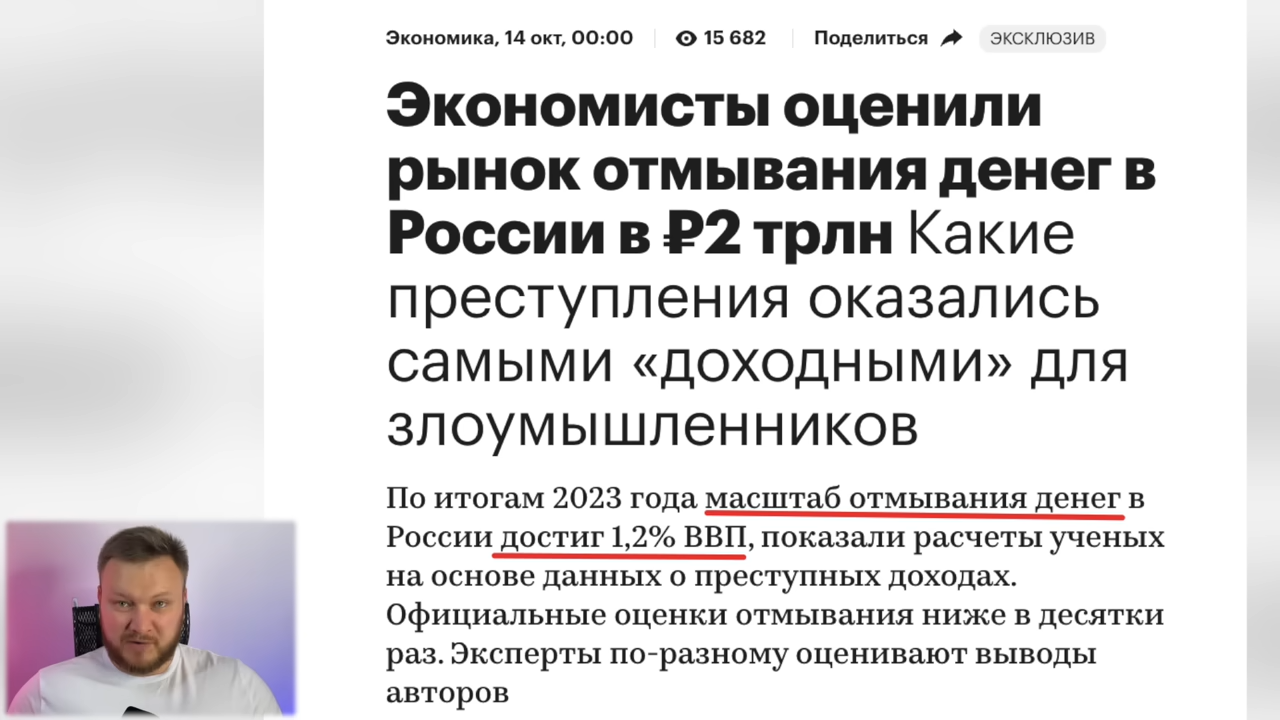 Экономика, 14 окт, 00:00 15 682 Поделиться ЭКСКЛЮЗИВ
Экономисты оценили
рынок отмывания денег в
России в ₽2 трлн Какие
преступления оказались
самыми «доходными» для
злоумышленников
По итогам 2023 года масштаб отмывания денег в
России достиг 1,2% ВВП, показали расчеты ученых
на основе данных о преступных доходах.
Официальные оценки отмывания ниже в десятки
раз. Эксперты по-разному оценивают выводы
авторов